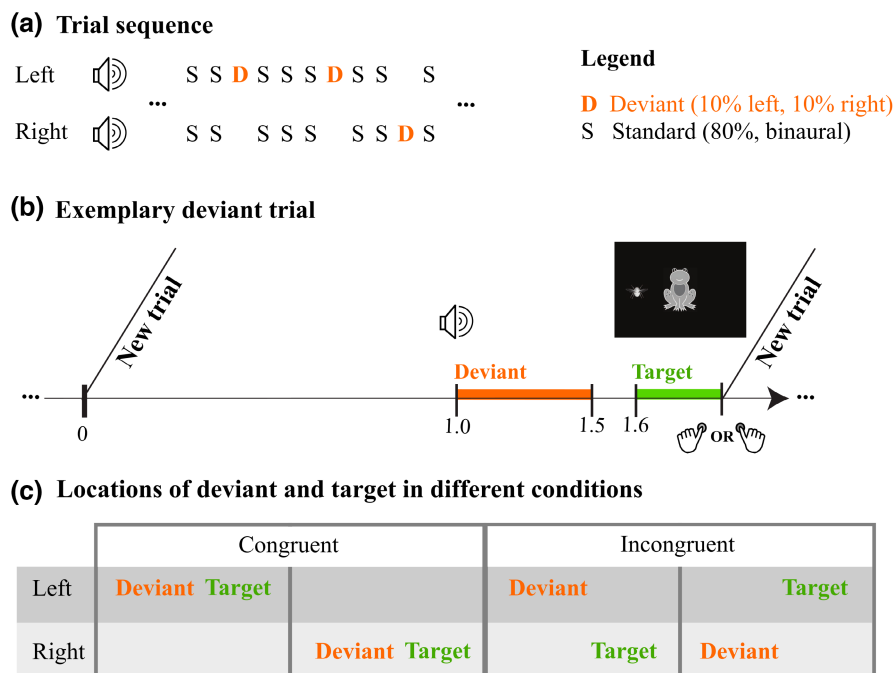 (a) Trial sequence
Left S S D S S S D S S S
... ...
Right S S S S S S S D S
Legend
D Deviant (10% left, 10% right)
S Standard (80%, binaural)
(b) Exemplary deviant trial
New trial
New trial
Deviant
Target
... ...
0 1.0 1.5 1.6
OR
(c) Locations of deviant and target in different conditions
Congruent Incongruent
Left Deviant Target Deviant Target
Right Deviant Target Target Deviant